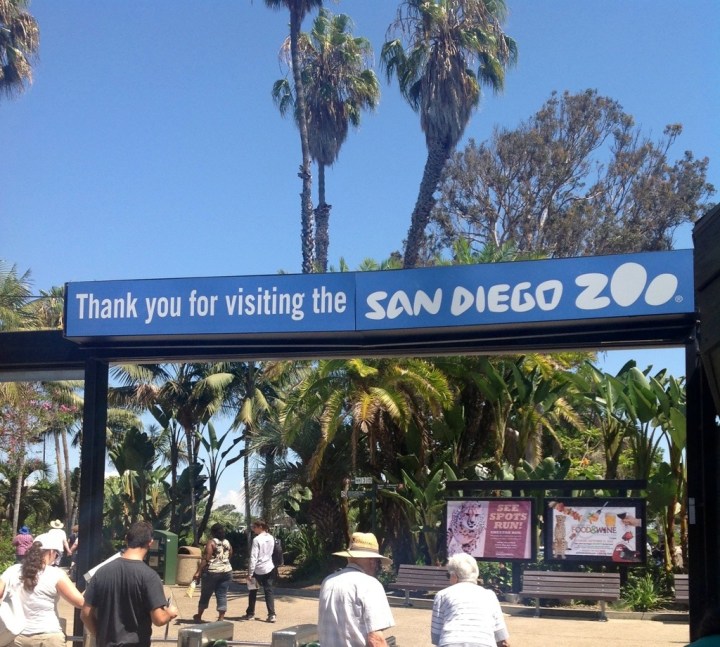 Thank you for visiting the SAN DIEGO ZOO®
SEE
SPOTS
RUN!
FOOD & WINE